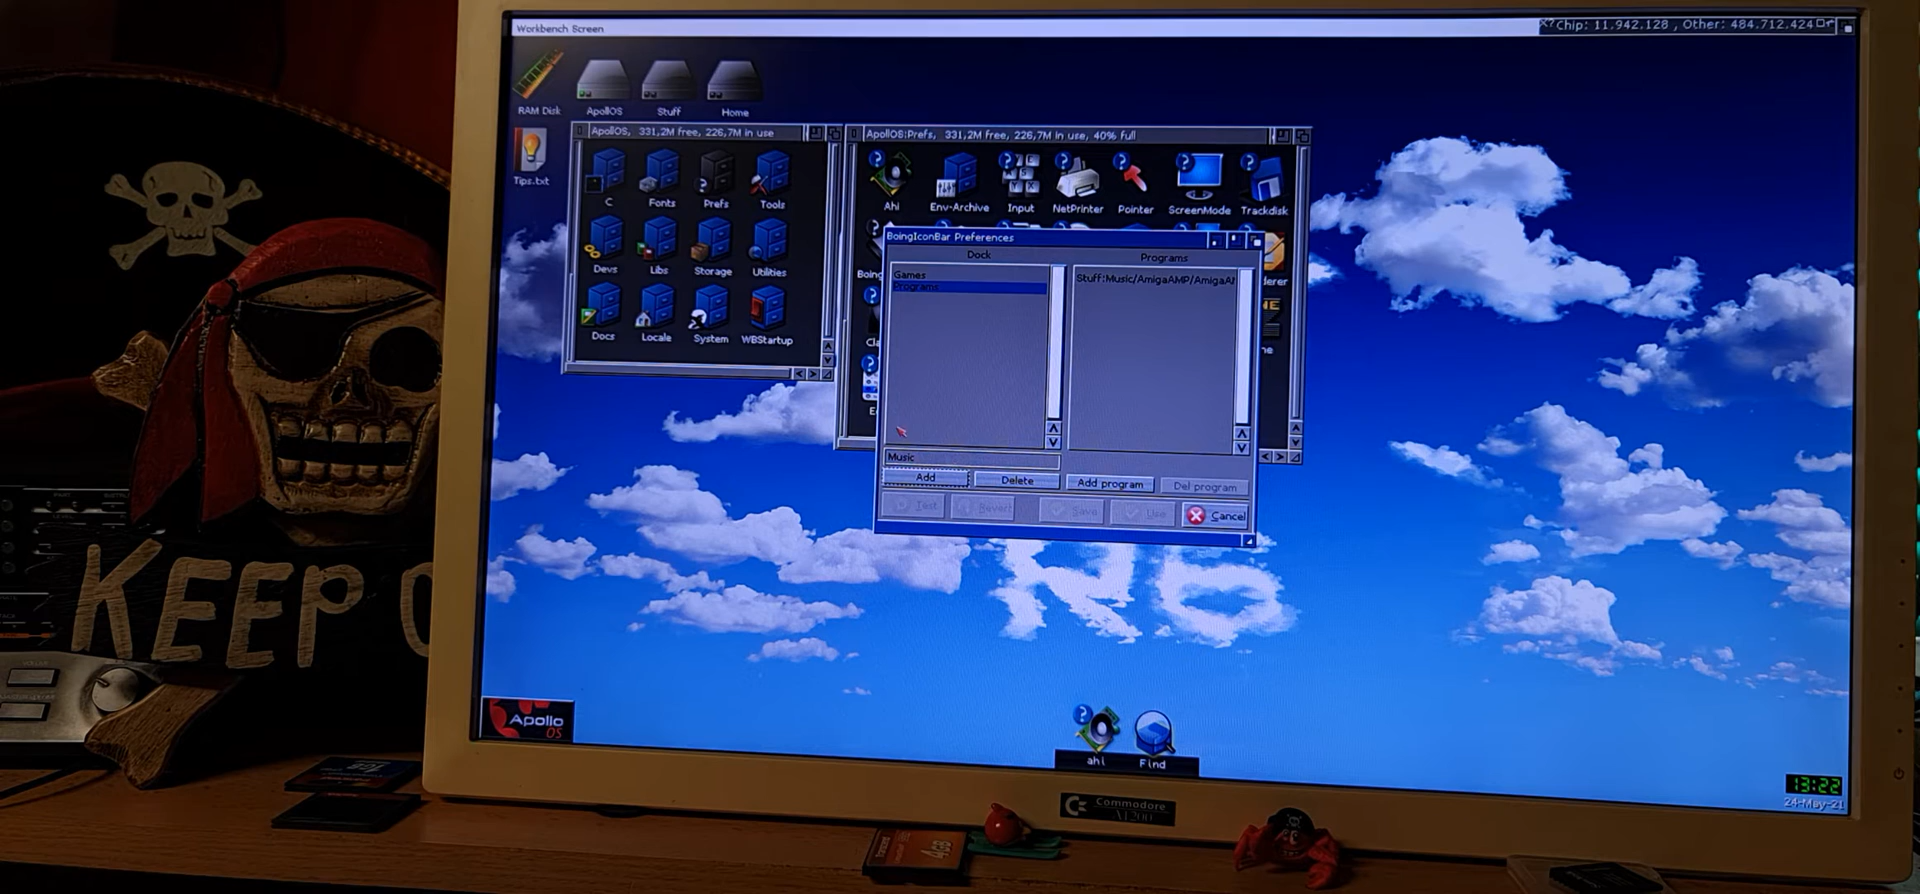 Workbench Screen
Chip: 11.942.128 , Other: 484.712.424
RAM Disk
ApollOS
Stuff
Home
Tips.txt
ApollOS, 331,2M free, 226,7M in use
C
Fonts
Prefs
Tools
Devs
Libs
Storage
Utilities
Docs
Locale
System
WBStartup
ApollOS:Prefs, 331,2M free, 226,7M in use, 40% full
Ahi
Env-Archive
Input
NetPrinter
Pointer
ScreenMode
Trackdisk
Boing
BoingIconBar Preferences
Dock
Programs
Games
Programs
Stuff:Music/AmigaAMP/AmigaA
Music
Add
Delete
Add program
Del program
Test
Revert
Save
Use
Cancel
No
Apollo
OS
ahi
Find
13:22
24-May-21
Commodore
A1200
KEEP O
4GB